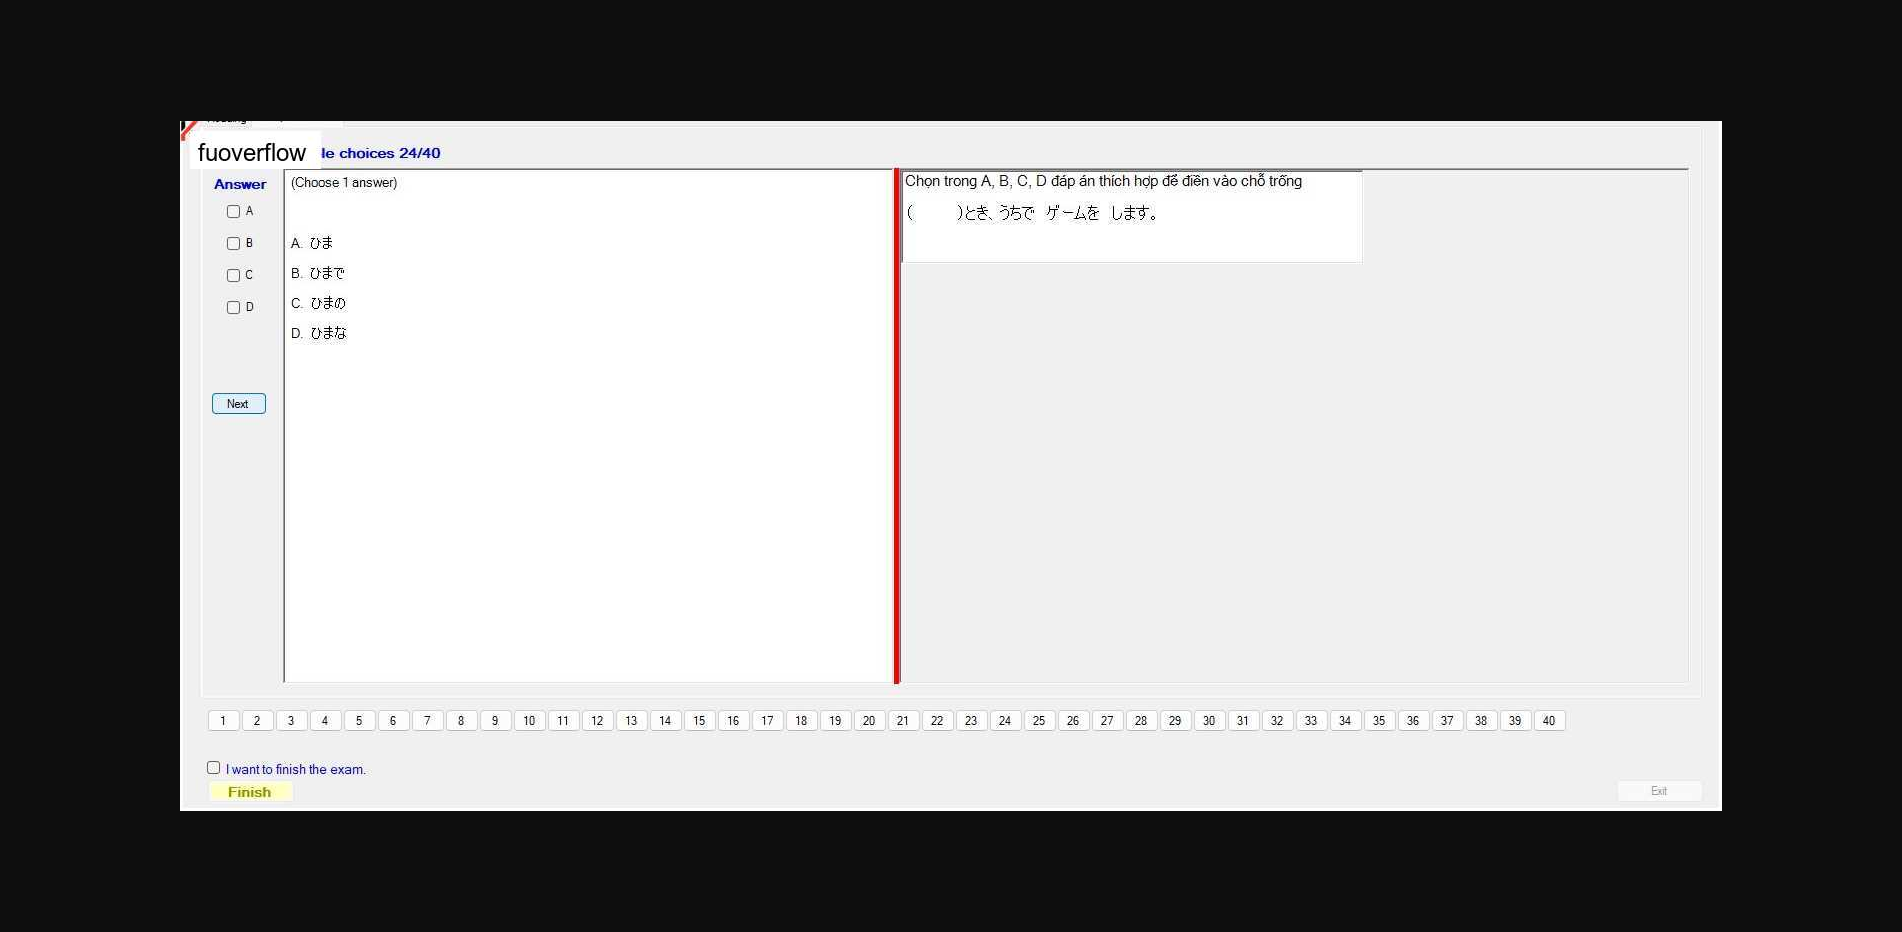 fuoverflow
le choices 24/40
Answer
A
B
C
D
Next
(Choose 1 answer)
A. ひま
B. ひまで
C. ひまの
D. ひまな
Chọn trong A, B, C, D đáp án thích hợp để điền vào chỗ trống
(　　　)とき、うちで　ゲームを　します。
1 2 3 4 5 6 7 8 9 10 11 12 13 14 15 16 17 18 19 20 21 22 23 24 25 26 27 28 29 30 31 32 33 34 35 36 37 38 39 40
I want to finish the exam.
Finish
Exit